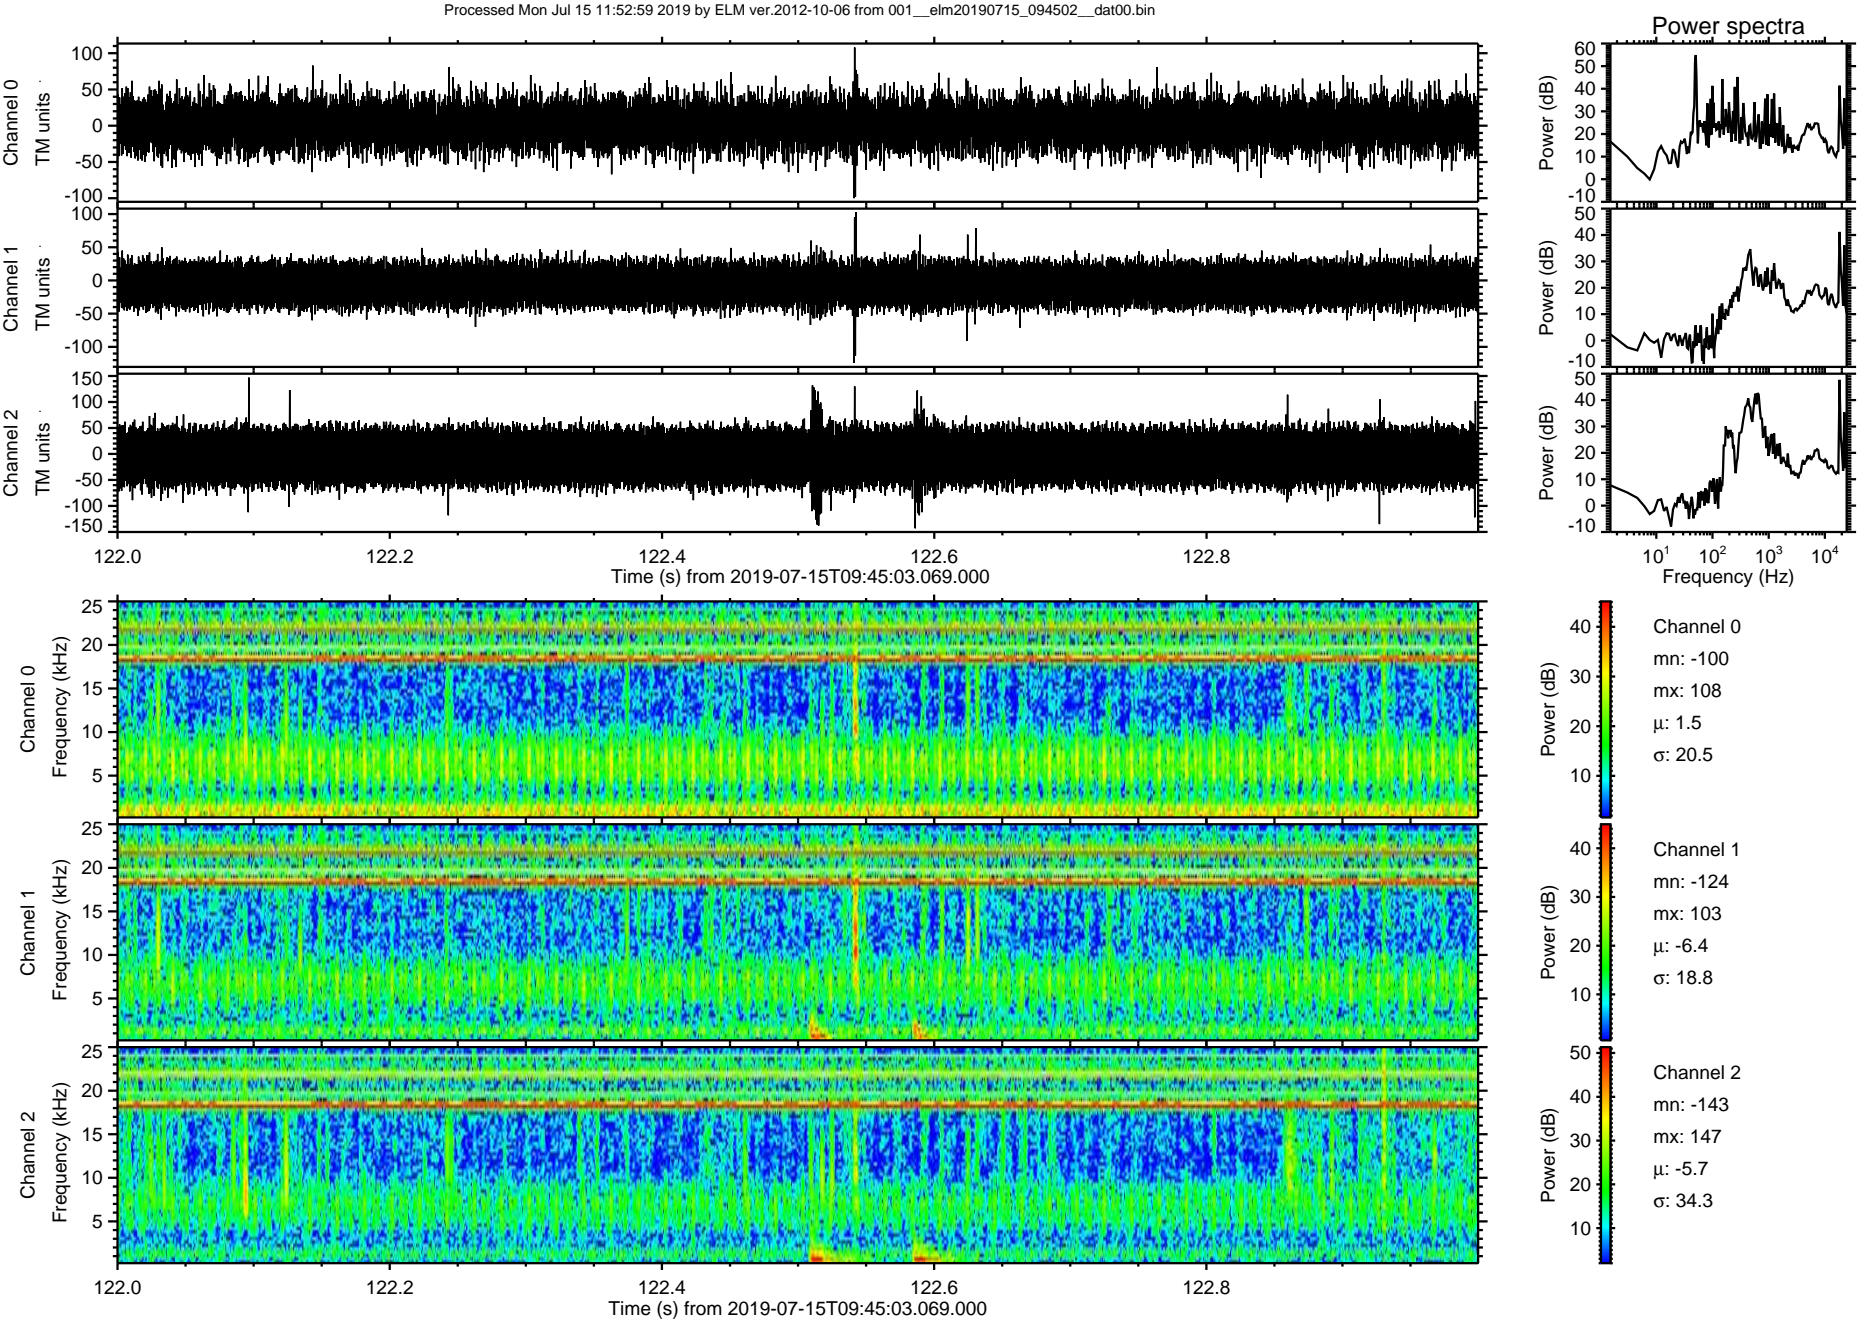 Processed Mon Jul 15 11:52:59 2019 by ELM ver.2012-10-06 from 001__elm20190715_094502__dat00.bin
Power spectra
Channel 0
TM units
100
50
0
-50
-100
Power (dB)
60
50
40
30
20
10
0
-10
Channel 1
TM units
100
50
0
-50
-100
Power (dB)
50
40
30
20
10
0
-10
Channel 2
TM units
150
100
50
0
-50
-100
-150
Power (dB)
50
40
30
20
10
0
-10
122.0 122.2 122.4 122.6 122.8
Time (s) from 2019-07-15T09:45:03.069.000
10¹ 10² 10³ 10⁴
Frequency (Hz)
Channel 0
Frequency (kHz)
25
20
15
10
5
Power (dB)
40
30
20
10
Channel 0
mn: -100
mx: 108
μ: 1.5
σ: 20.5
Channel 1
Frequency (kHz)
25
20
15
10
5
Power (dB)
40
30
20
10
Channel 1
mn: -124
mx: 103
μ: -6.4
σ: 18.8
Channel 2
Frequency (kHz)
25
20
15
10
5
Power (dB)
50
40
30
20
10
Channel 2
mn: -143
mx: 147
μ: -5.7
σ: 34.3
122.0 122.2 122.4 122.6 122.8
Time (s) from 2019-07-15T09:45:03.069.000